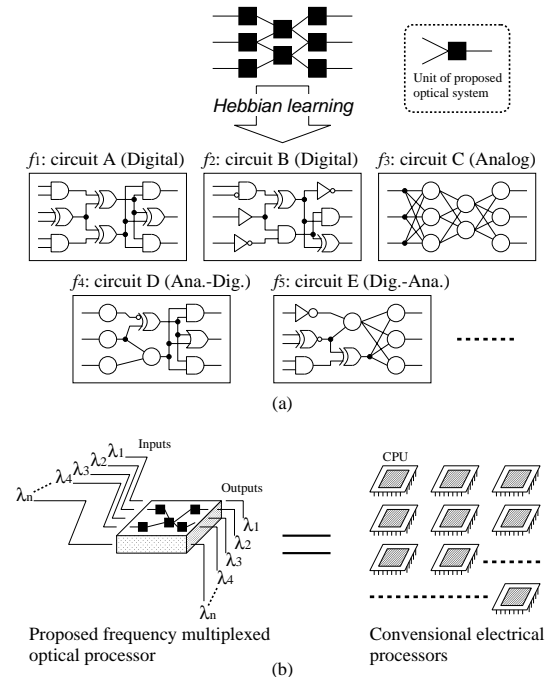 Hebbian learning
Unit of proposed
optical system
f1: circuit A (Digital)
f2: circuit B (Digital)
f3: circuit C (Analog)
f4: circuit D (Ana.-Dig.)
f5: circuit E (Dig.-Ana.)
(a)
Inputs
λ1
λ2
λ3
λ4
λn
Outputs
λ1
λ2
λ3
λ4
λn
CPU
Proposed frequency multiplexed
optical processor
Convensional electrical
processors
(b)